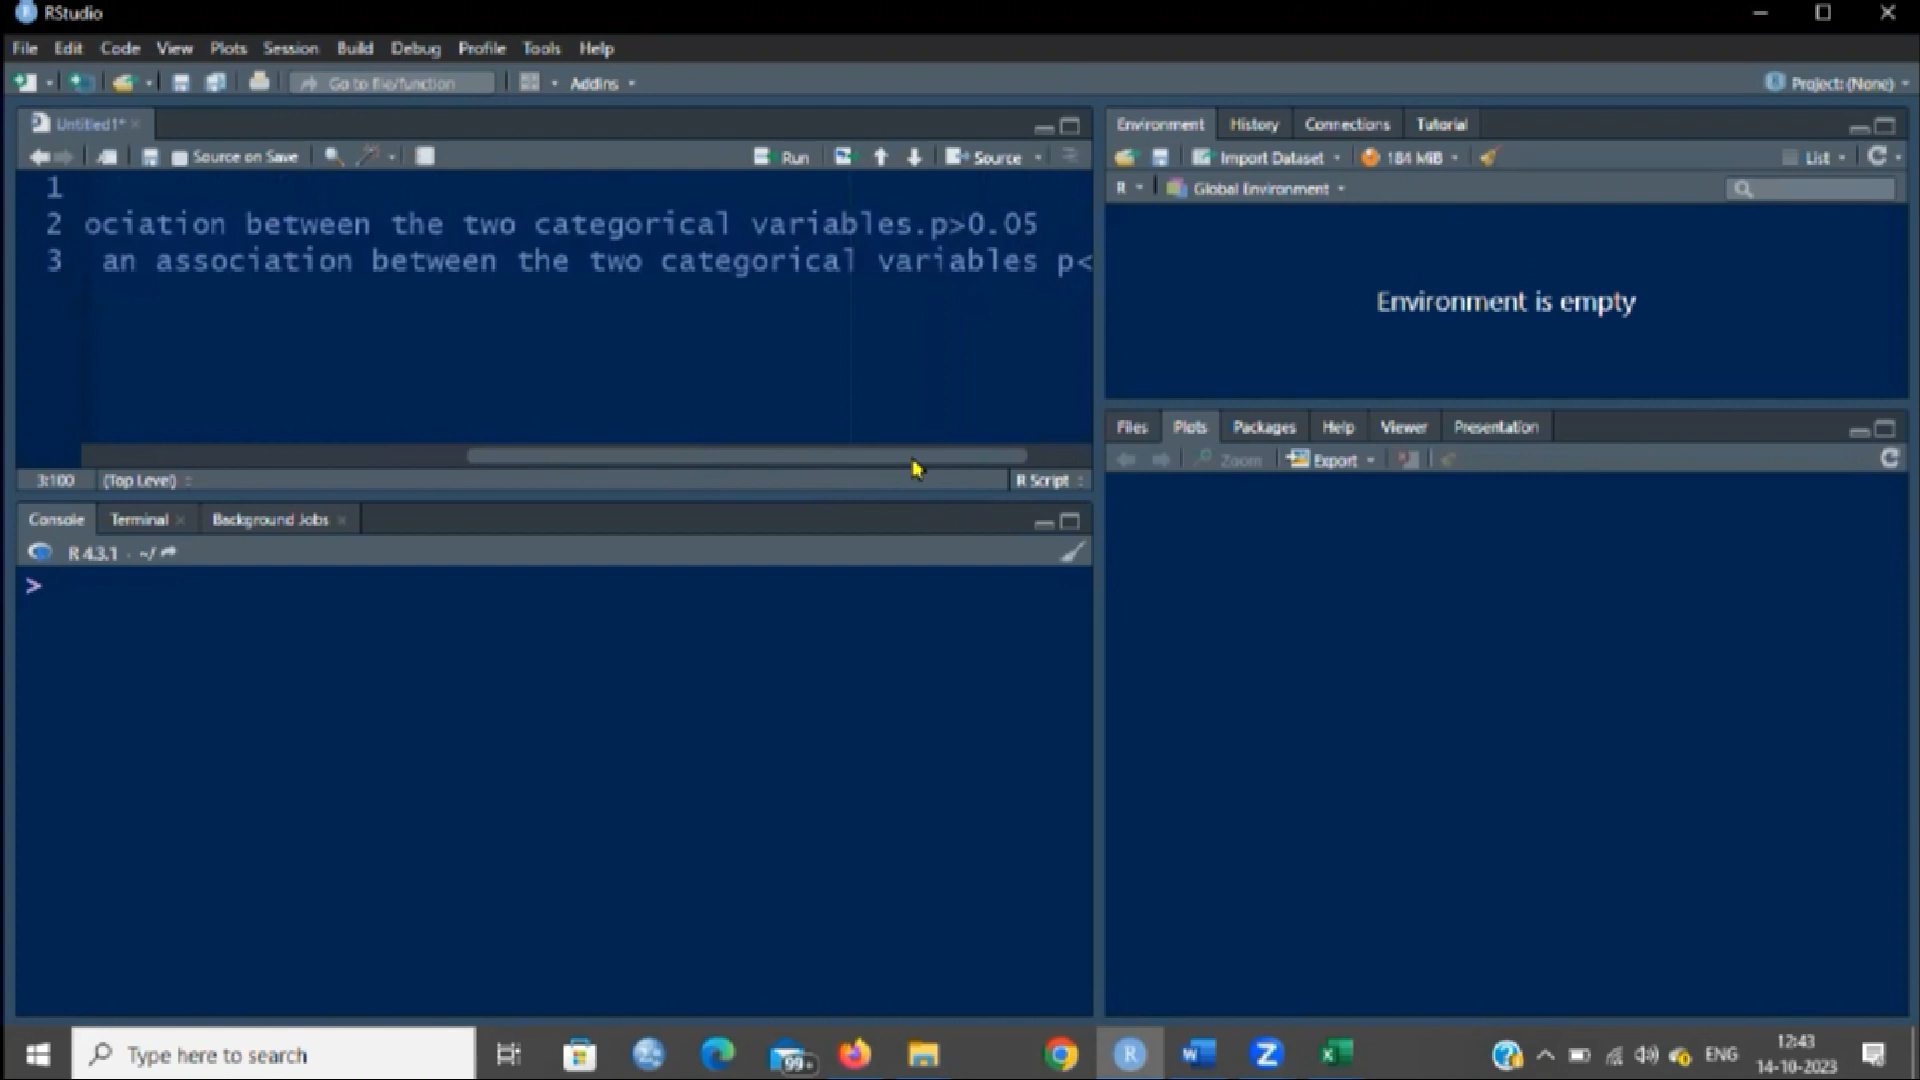 RStudio
File Edit Code View Plots Session Build Debug Profile Tools Help
Go to file/function Addins Project: (None)
Untitled1*
Source on Save Run Source
1
2 ociation between the two categorical variables.p>0.05
3 an association between the two categorical variables p<
3:100 (Top Level) R Script
Console Terminal Background Jobs
R 4.3.1 · ~/
>
Environment History Connections Tutorial
Import Dataset 184 MiB List
R Global Environment
Environment is empty
Files Plots Packages Help Viewer Presentation
Zoom Export
Type here to search
99+
ENG
12:43
14-10-2023